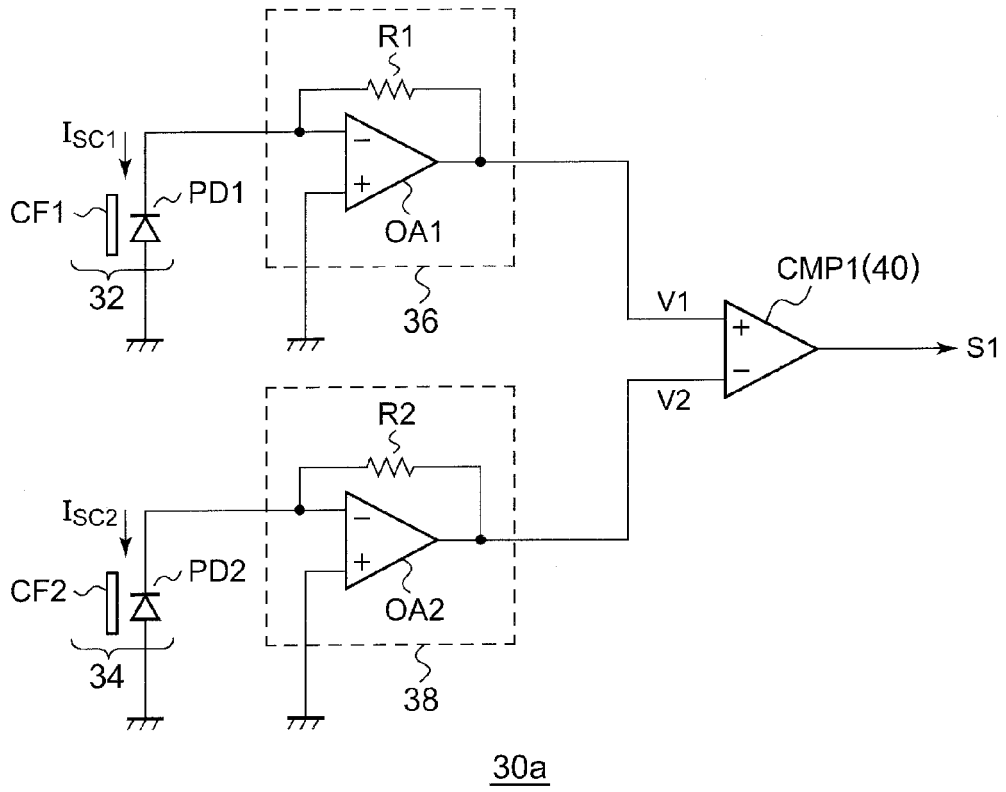 R1
ISC1
PD1
CF1
OA1
32
36
CMP1(40)
V1
S1
V2
R2
ISC2
PD2
CF2
OA2
34
38
30a